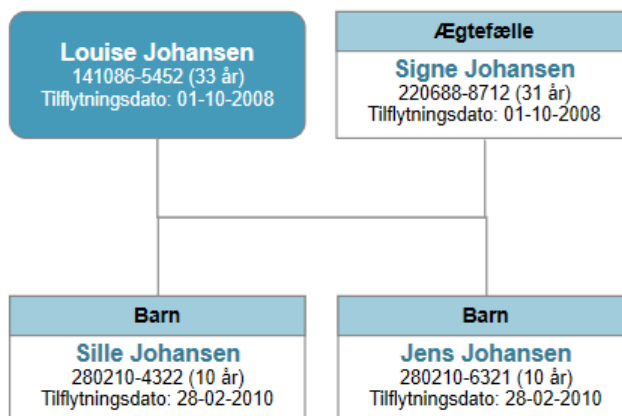 Louise Johansen
141086-5452 (33 år)
Tilflytningsdato: 01-10-2008
Ægtefælle
Signe Johansen
220688-8712 (31 år)
Tilflytningsdato: 01-10-2008
Barn
Sille Johansen
280210-4322 (10 år)
Tilflytningsdato: 28-02-2010
Barn
Jens Johansen
280210-6321 (10 år)
Tilflytningsdato: 28-02-2010